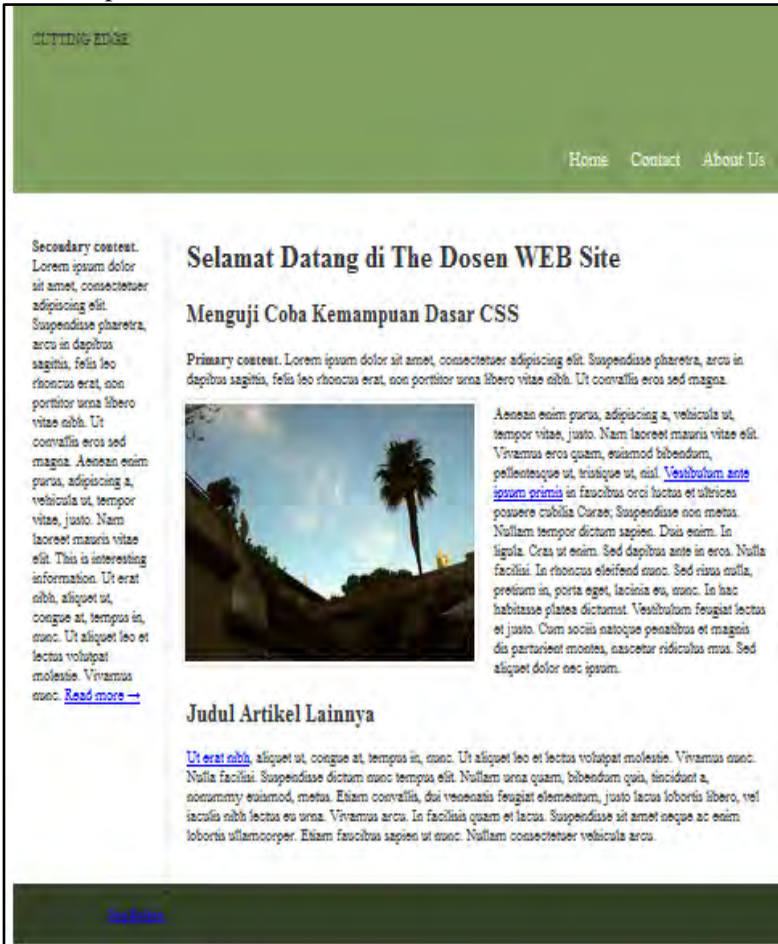 CUTTING EDGE
Home Contact About Us
Secondary content.
Lorem ipsum dolor
sit amet, consectetuer
adipiscing elit.
Suspendisse pharetra,
arcu in dapibus
sagittis, felis leo
rhoncus erat, non
porttitor urna libero
vitae nibh. Ut
convallis eros sed
magna. Aenean enim
purus, adipiscing a,
vehicula ut, tempor
vitae, justo. Nam
laoreet mauris vitae
elit. This is interesting
information. Ut erat
nibh, aliquet ut,
congue at, tempus in,
nunc. Ut aliquet leo et
lectus volutpat
molestie. Vivamus
nunc. Read more →
Selamat Datang di The Dosen WEB Site
Menguji Coba Kemampuan Dasar CSS
Primary content. Lorem ipsum dolor sit amet, consectetuer adipiscing elit. Suspendisse pharetra, arcu in
dapibus sagittis, felis leo rhoncus erat, non porttitor urna libero vitae nibh. Ut convallis eros sed magna.
Aenean enim purus, adipiscing a, vehicula ut,
tempor vitae, justo. Nam laoreet mauris vitae elit.
Vivamus eros quam, euismod bibendum,
pellentesque ut, tristique ut, nisl. Vestibulum ante
ipsum primis in faucibus orci luctus et ultrices
posuere cubilia Curae; Suspendisse non metus.
Nullam tempor dictum sapien. Duis enim. In
ligula. Cras ut enim. Sed dapibus ante in eros. Nulla
facilisi. In rhoncus eleifend nunc. Sed risus nulla,
pretium in, porta eget, lacinia eu, nunc. In hac
habitasse platea dictumst. Vestibulum feugiat lectus
et justo. Cum sociis natoque penatibus et magnis
dis parturient montes, nascetur ridiculus mus. Sed
aliquet dolor nec ipsum.
Judul Artikel Lainnya
Ut erat nibh, aliquet ut, congue at, tempus in, nunc. Ut aliquet leo et lectus volutpat molestie. Vivamus nunc.
Nulla facilisi. Suspendisse dictum nunc tempus elit. Nullam urna quam, bibendum quis, tincidunt a,
nonummy euismod, metus. Etiam convallis, dui venenatis feugiat elementum, justo lacus lobortis libero, vel
iaculis nibh lectus eu urna. Vivamus arcu. In facilisis quam et lacus. Suspendisse sit amet neque ac enim
lobortis ullamcorper. Etiam faucibus sapien ut nunc. Nullam consectetuer vehicula arcu.